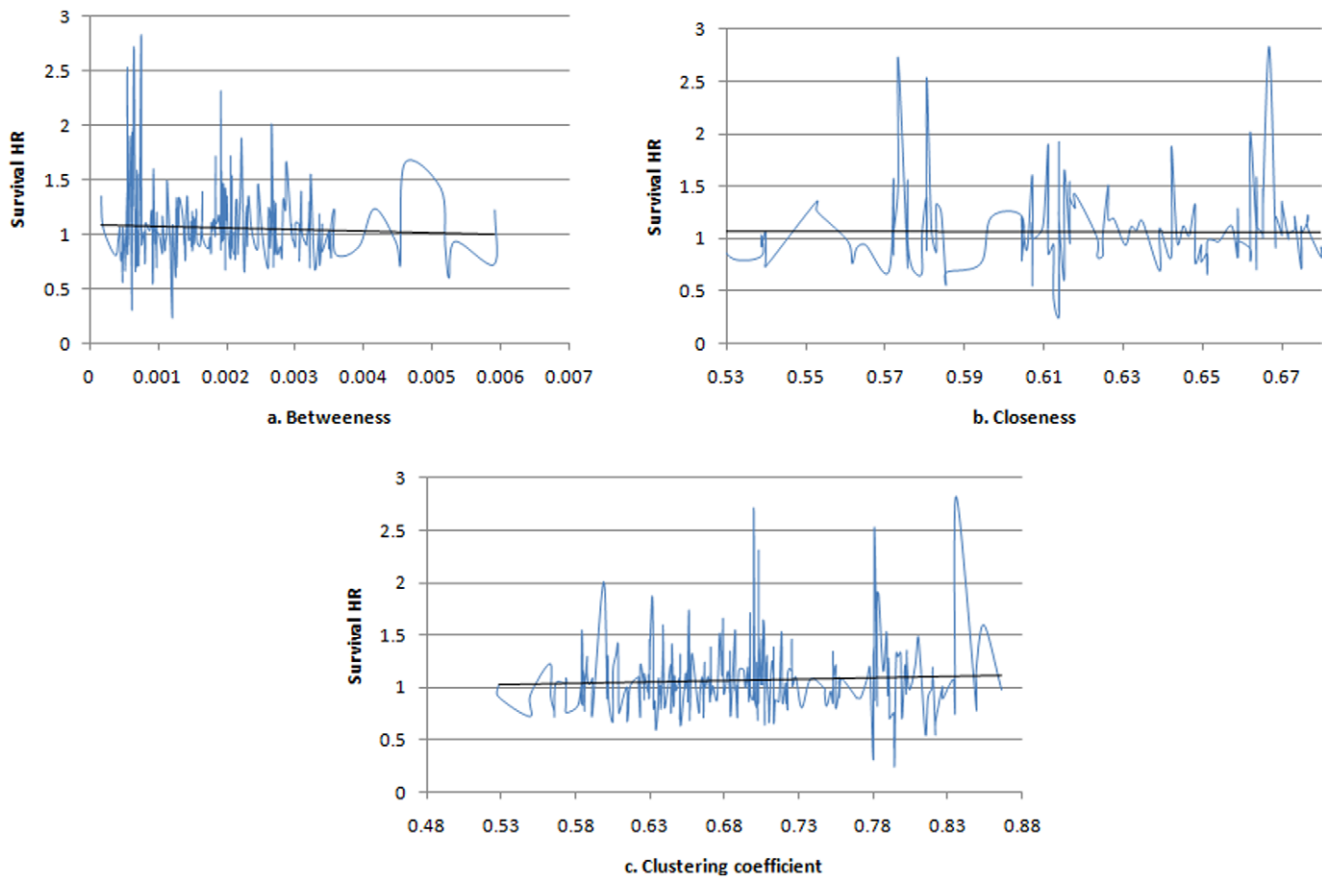 3
2.5
2
1.5
1
0.5
0
Survival HR
0 0.001 0.002 0.003 0.004 0.005 0.006 0.007
a. Betweeness
3
2.5
2
1.5
1
0.5
0
Survival HR
0.53 0.55 0.57 0.59 0.61 0.63 0.65 0.67
b. Closeness
3
2.5
2
1.5
1
0.5
0
Survival HR
0.48 0.53 0.58 0.63 0.68 0.73 0.78 0.83 0.88
c. Clustering coefficient